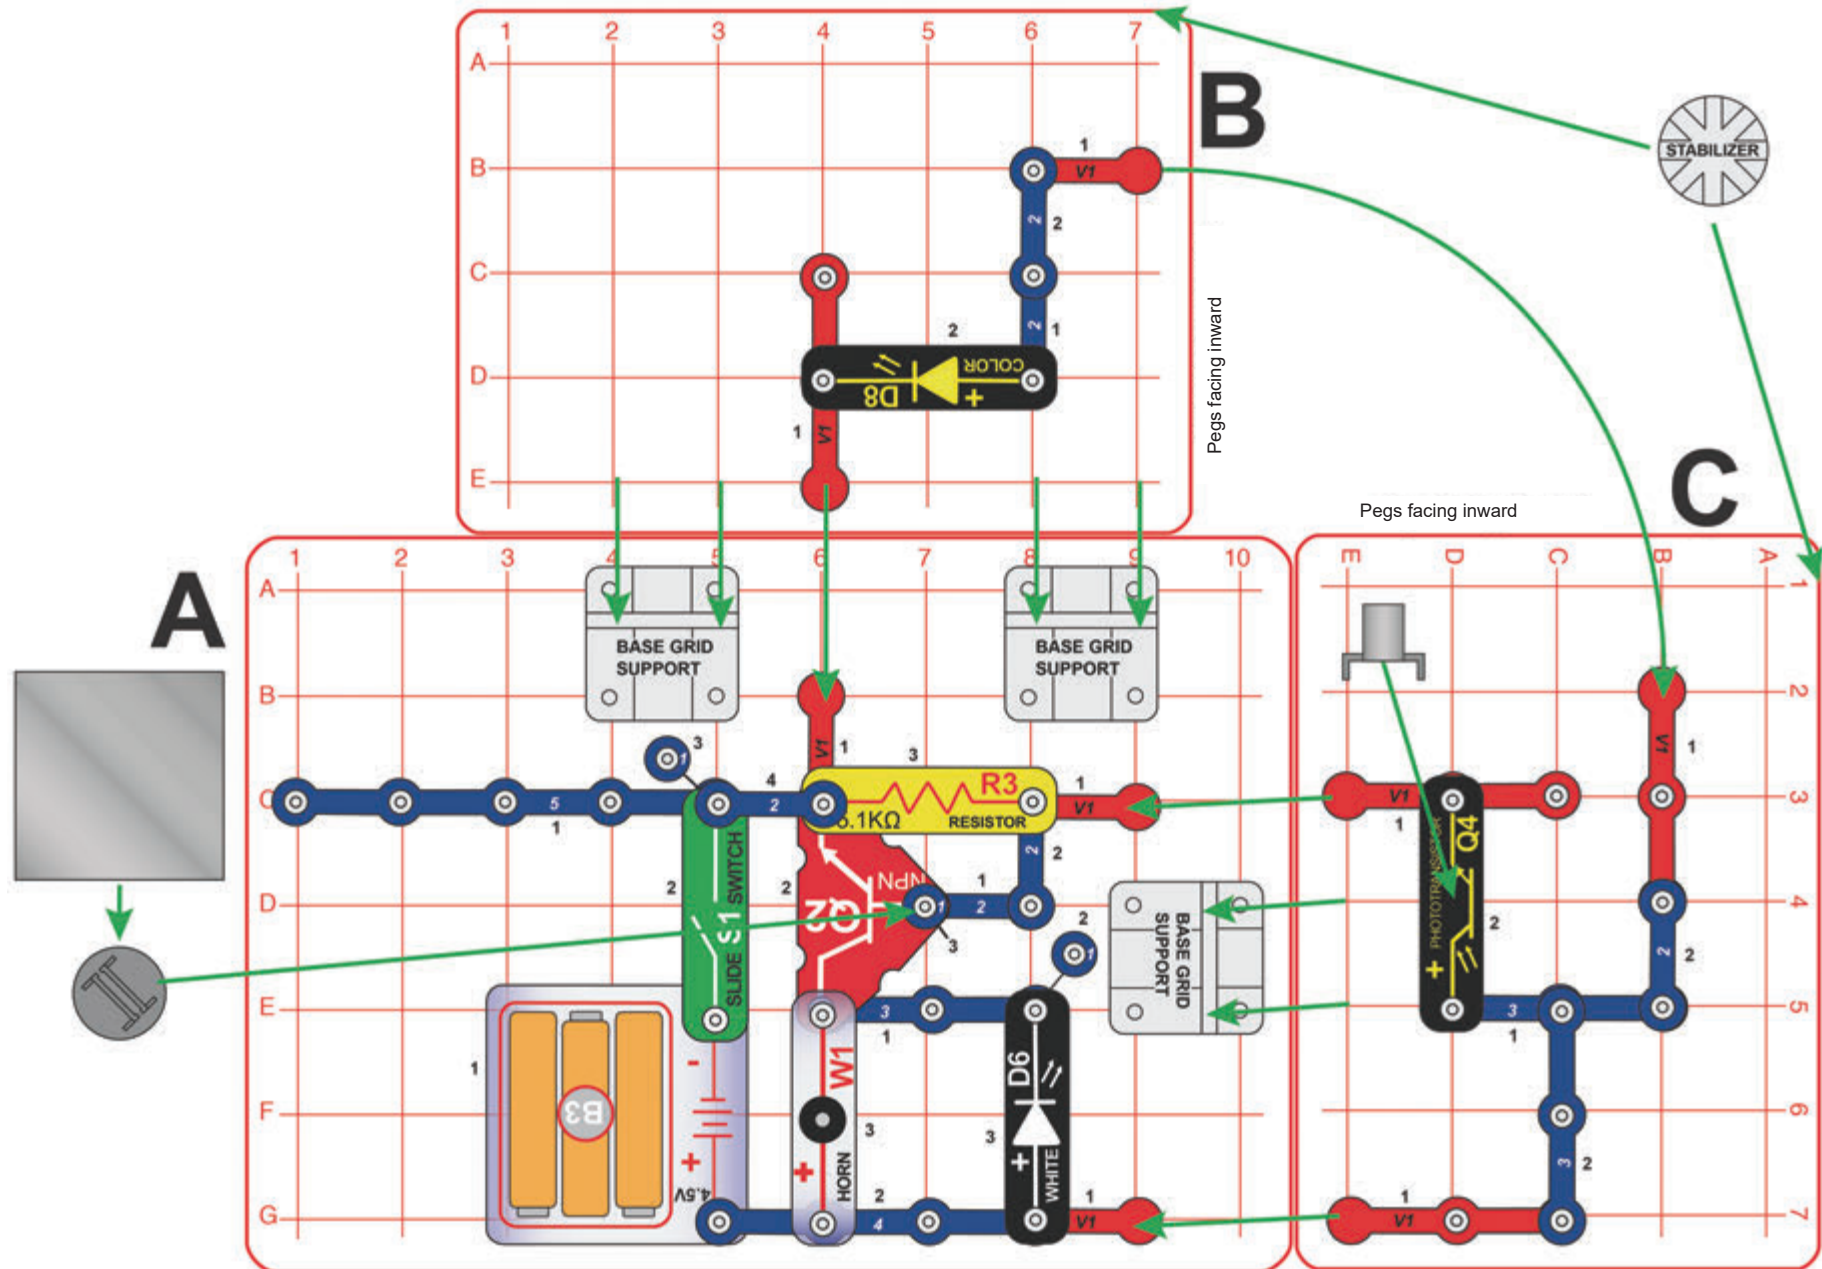 1 2 3 4 5 6 7
A
B
C
D
E
B
STABILIZER
1
V1
2
2
2
1
2
COLOR
D8
+
1
V1
Pegs facing inward
Pegs facing inward
C
A
1 2 3 4 5 6 7 8 9 10
A
B
C
D
E
F
G
BASE GRID
SUPPORT
BASE GRID
SUPPORT
V1
1
3
1
4
2
5
1
3
R3
5.1KΩ
RESISTOR
1
V1
2
2
2
SLIDE S1 SWITCH
2
Q2
NPN
1
1
2
3
2
1
3
1
BASE GRID
SUPPORT
1
B3
-
+
4.5V
W1
+
HORN
3
D6
+
WHITE
3
2
4
1
V1
E D C B A
1
2
3
4
5
6
7
V1
1
V1
1
PHOTOTRANSISTOR
Q4
+
2
2
2
3
1
3
2
1
V1